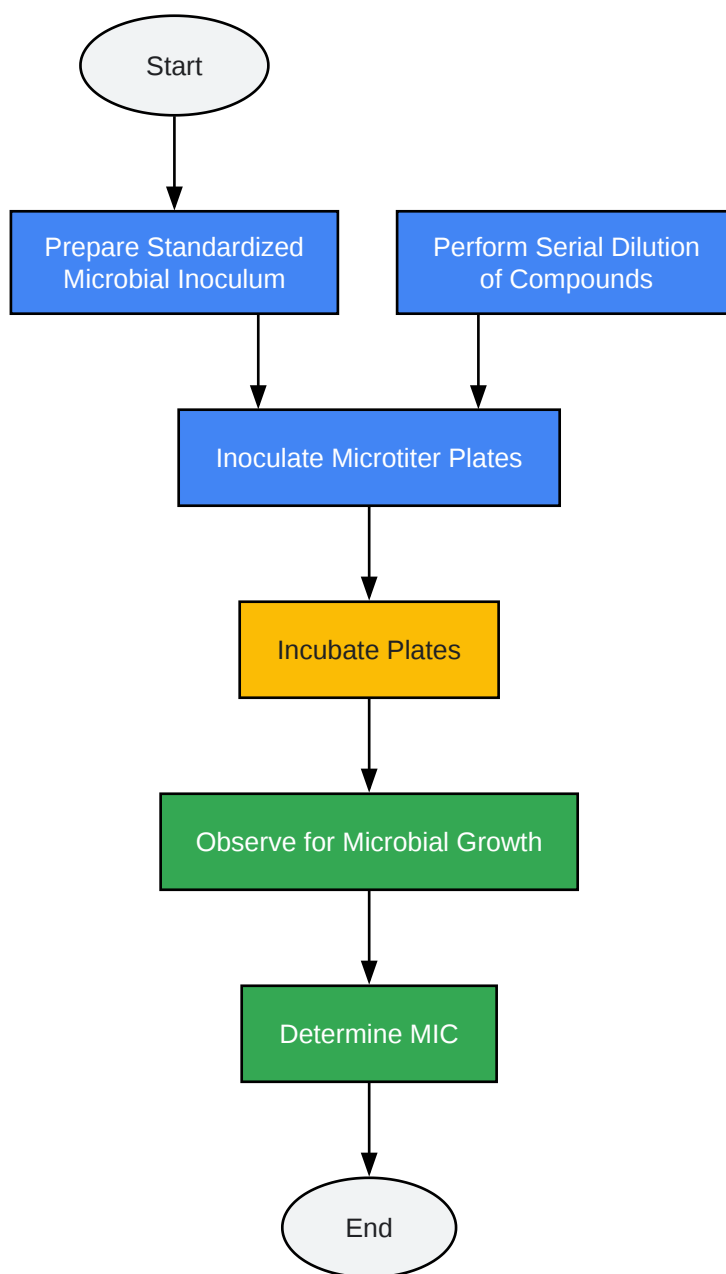 Start
Prepare Standardized
Microbial Inoculum
Perform Serial Dilution
of Compounds
Inoculate Microtiter Plates
Incubate Plates
Observe for Microbial Growth
Determine MIC
End